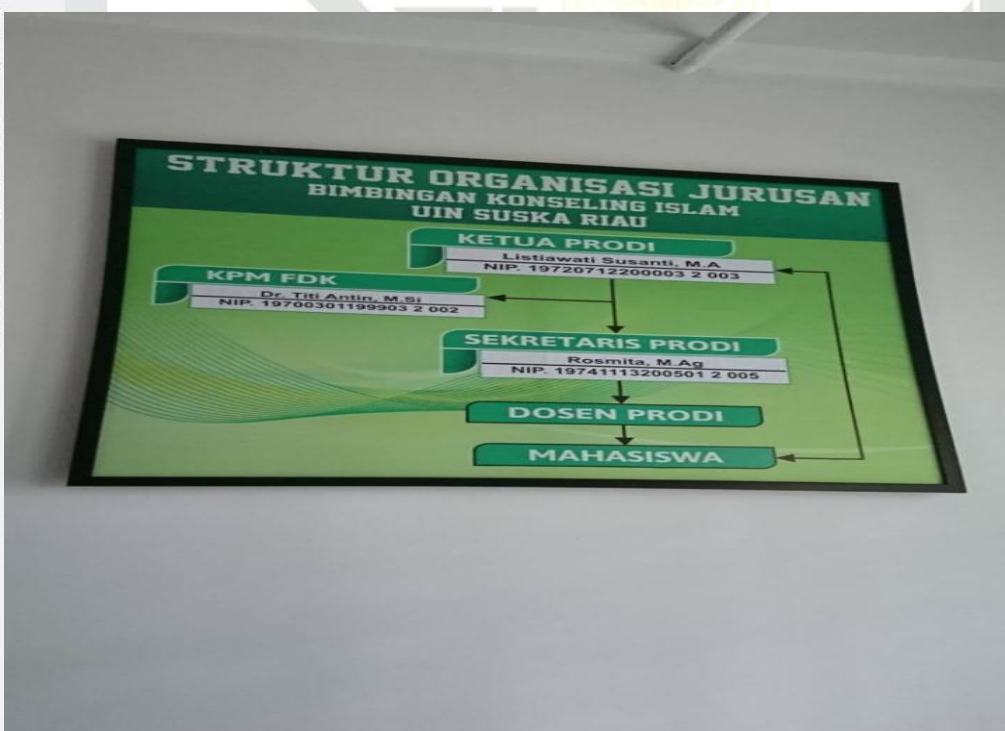 STRUKTUR ORGANISASI JURUSAN
BIMBINGAN KONSELING ISLAM
UIN SUSKA RIAU
KETUA PRODI
Listiawati Susanti, M.A
NIP. 19720712200003 2 003
KPM FDK
Dr. Titi Antin, M.Si
NIP. 19700301199903 2 002
SEKRETARIS PRODI
Rosmita, M.Ag
NIP. 19741113200501 2 005
DOSEN PRODI
MAHASISWA